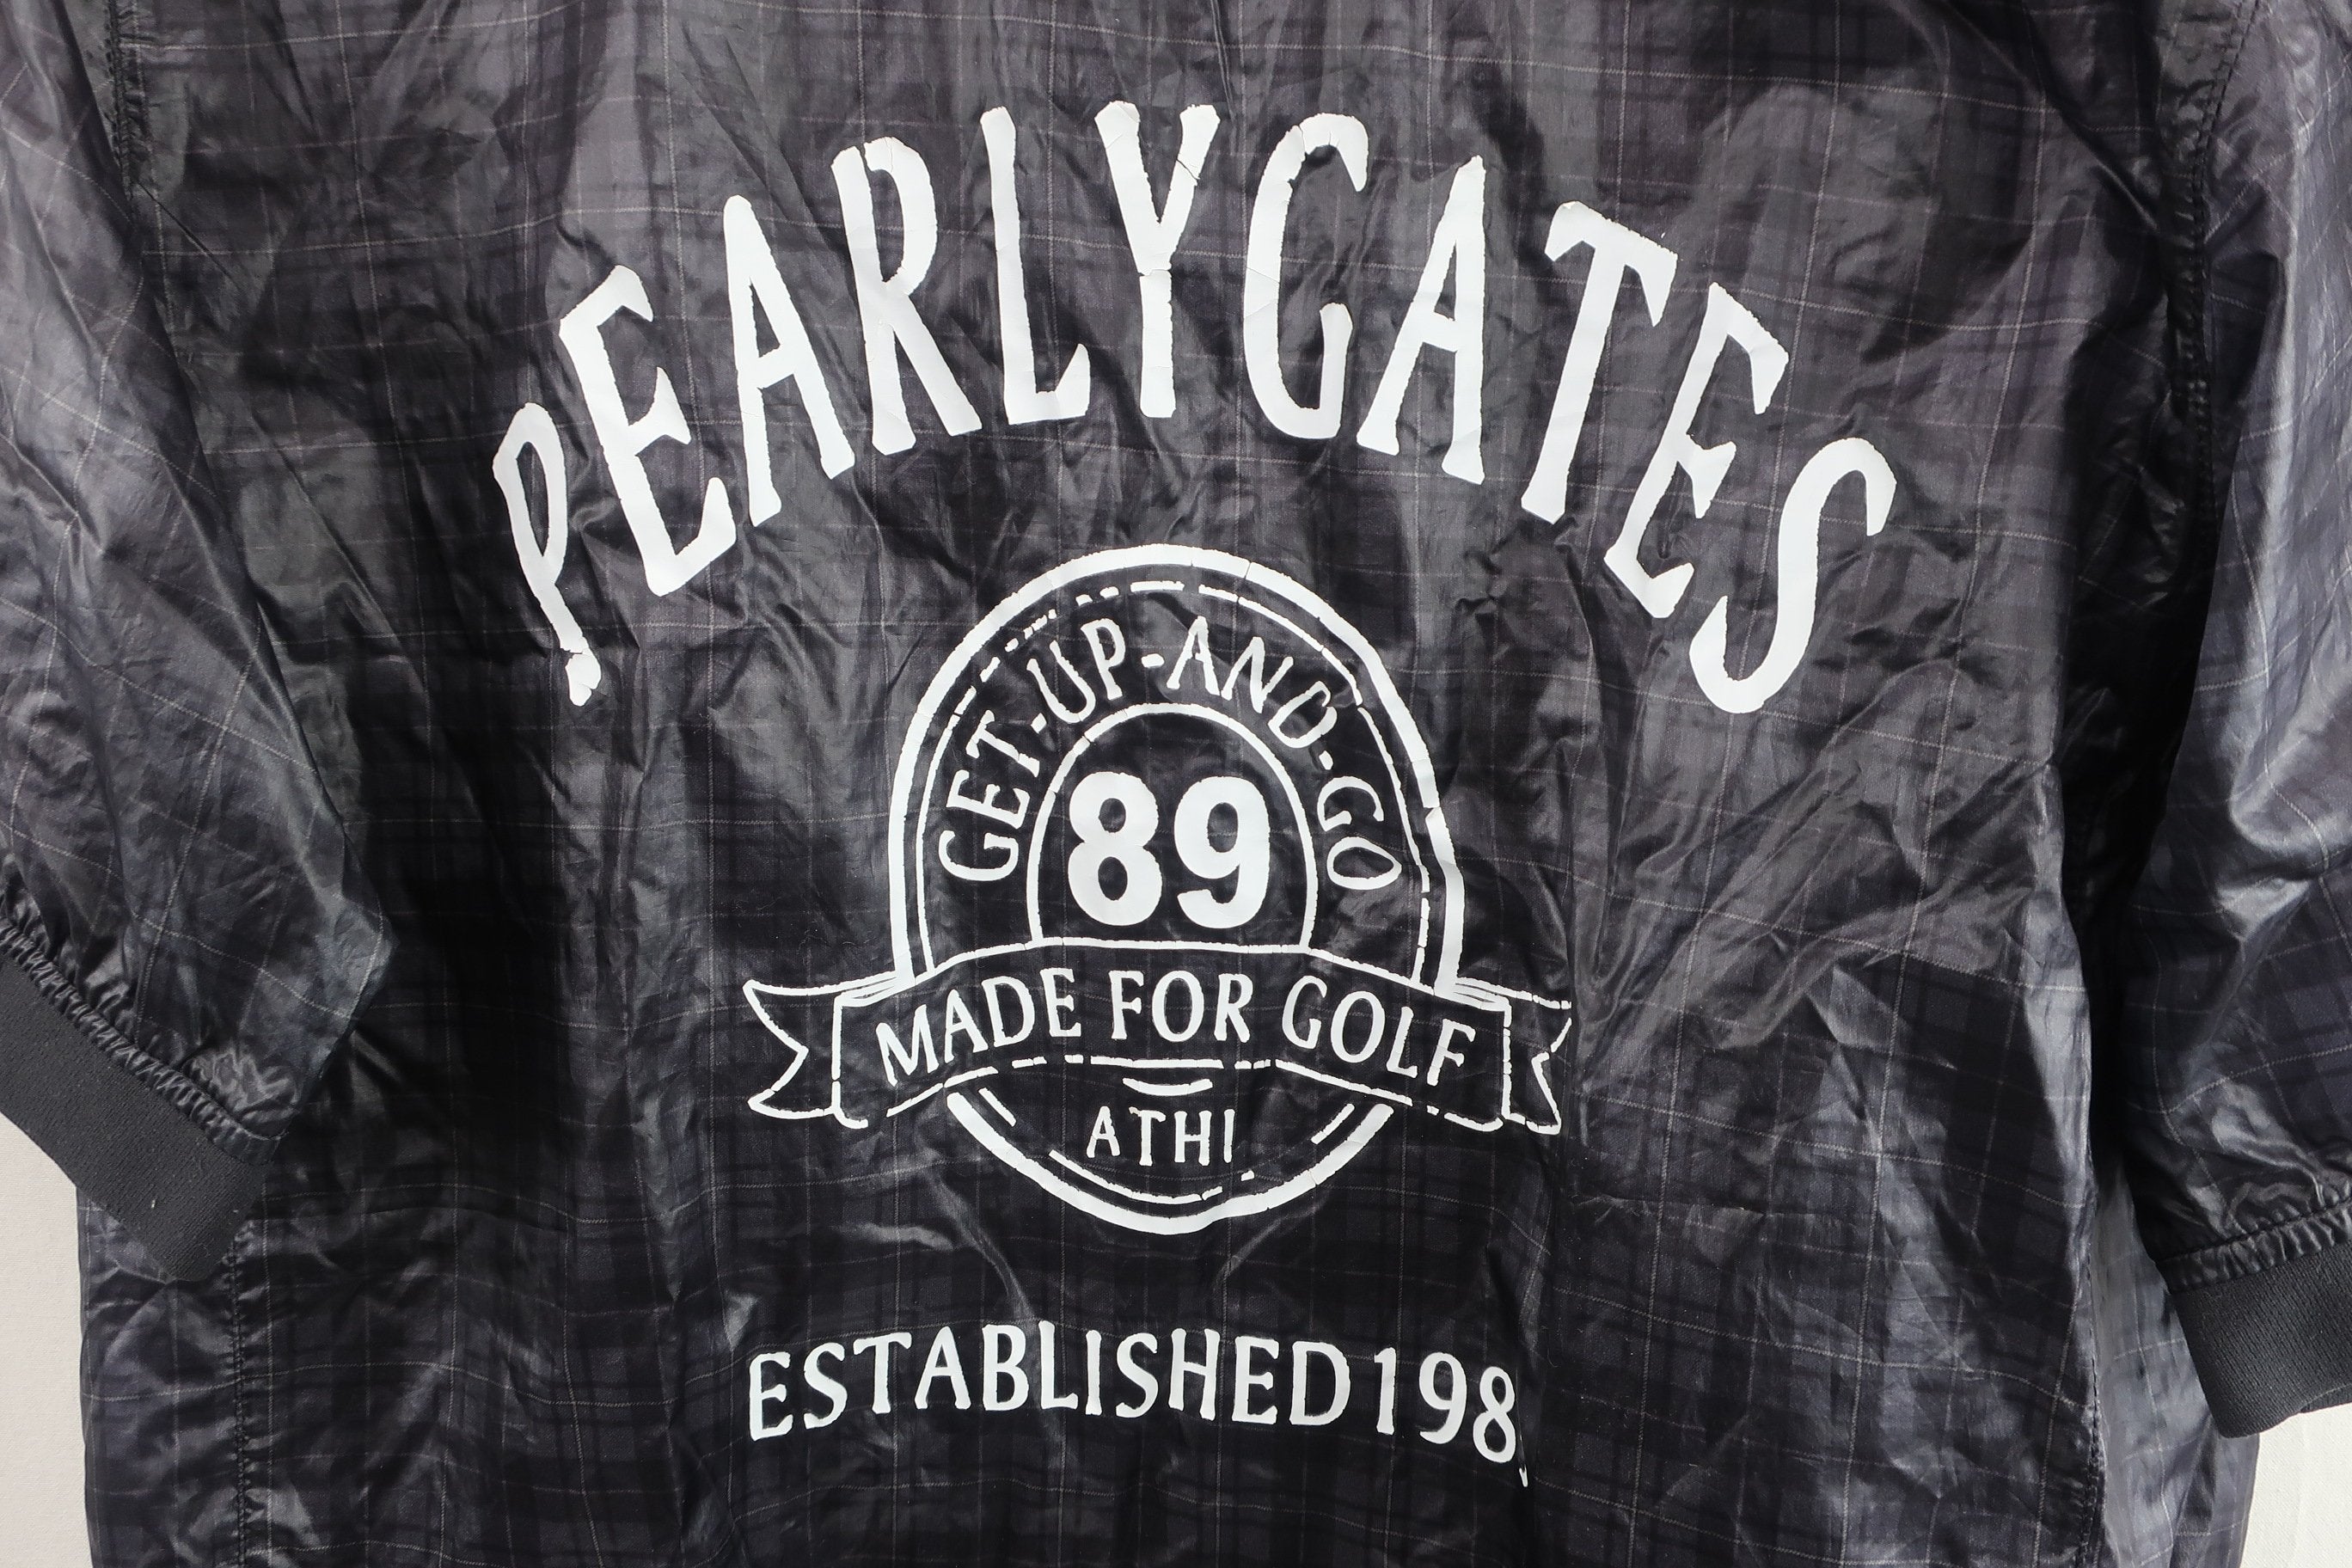 PEARLYGATES
GET-UP-AND-GO
89
MADE FOR GOLF
ATHI
ESTABLISHED198